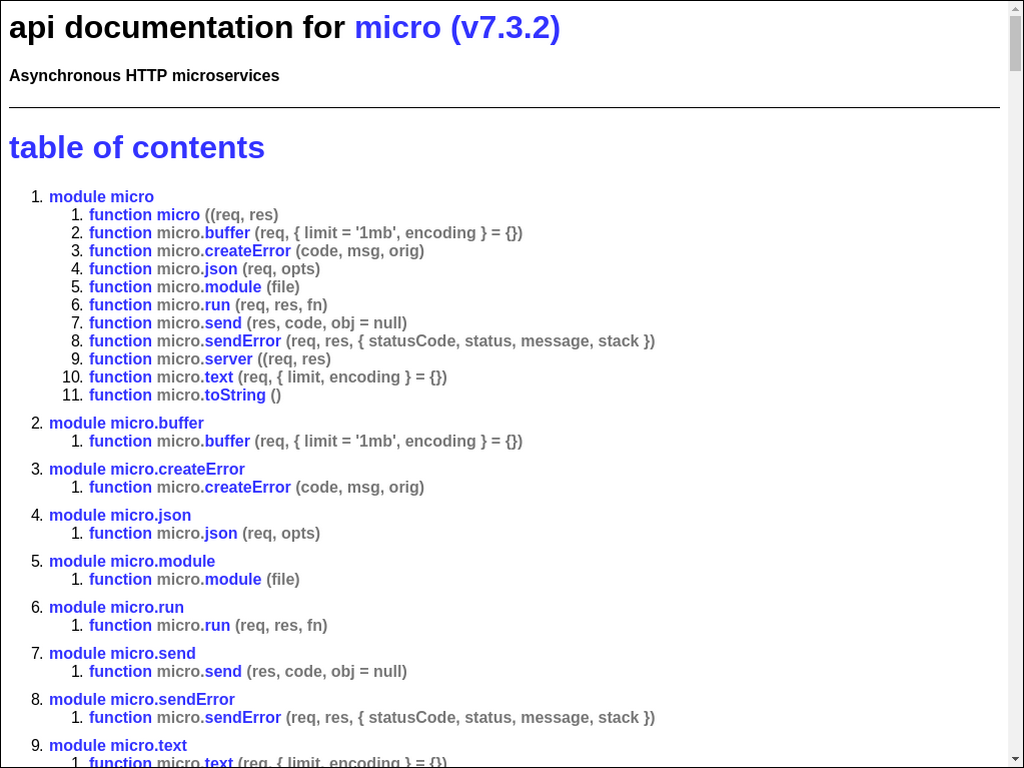 api documentation for micro (v7.3.2)
Asynchronous HTTP microservices
table of contents
1. module micro
1. function micro ((req, res)
2. function micro.buffer (req, { limit = '1mb', encoding } = {})
3. function micro.createError (code, msg, orig)
4. function micro.json (req, opts)
5. function micro.module (file)
6. function micro.run (req, res, fn)
7. function micro.send (res, code, obj = null)
8. function micro.sendError (req, res, { statusCode, status, message, stack })
9. function micro.server ((req, res)
10. function micro.text (req, { limit, encoding } = {})
11. function micro.toString ()
2. module micro.buffer
1. function micro.buffer (req, { limit = '1mb', encoding } = {})
3. module micro.createError
1. function micro.createError (code, msg, orig)
4. module micro.json
1. function micro.json (req, opts)
5. module micro.module
1. function micro.module (file)
6. module micro.run
1. function micro.run (req, res, fn)
7. module micro.send
1. function micro.send (res, code, obj = null)
8. module micro.sendError
1. function micro.sendError (req, res, { statusCode, status, message, stack })
9. module micro.text
1. function micro.text (req, { limit, encoding } = {})